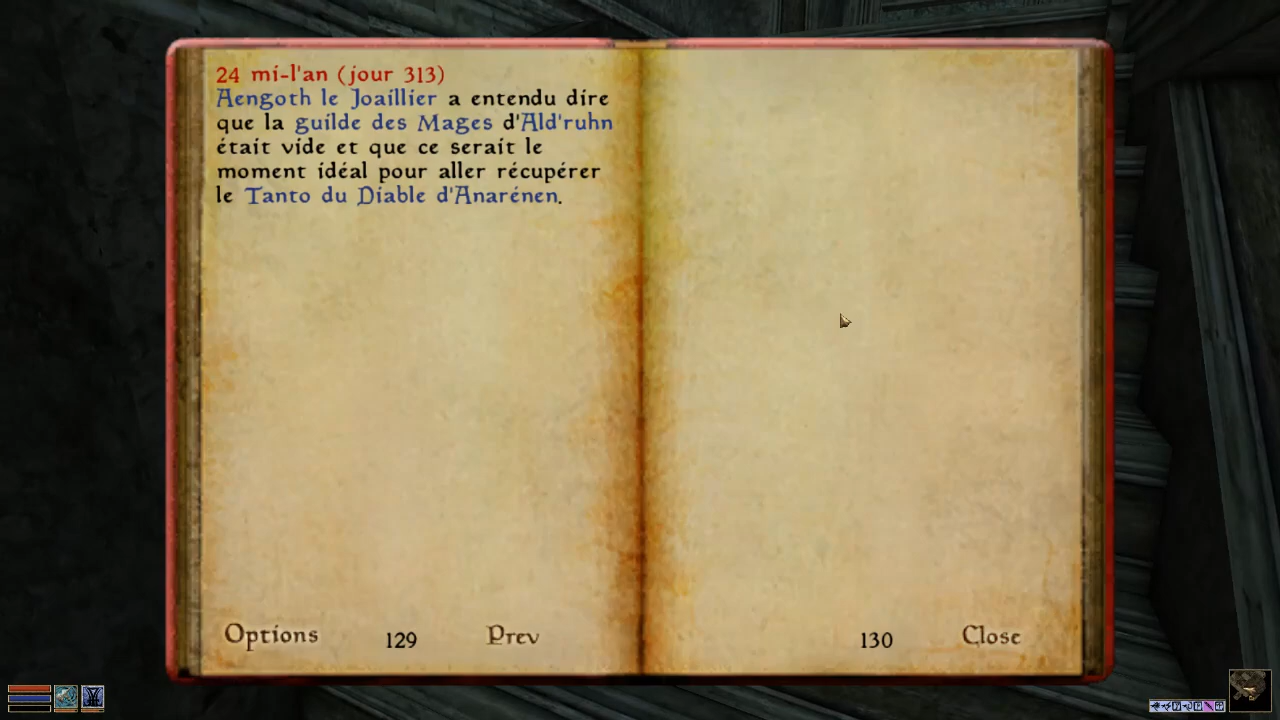 24 mi-l'an (jour 313)
Aengoth le Joaillier a entendu dire
que la guilde des Mages d'Ald'ruhn
était vide et que ce serait le
moment idéal pour aller récupérer
le Tanto du Diable d'Anarénen.
Options 129 Prev 130 Close